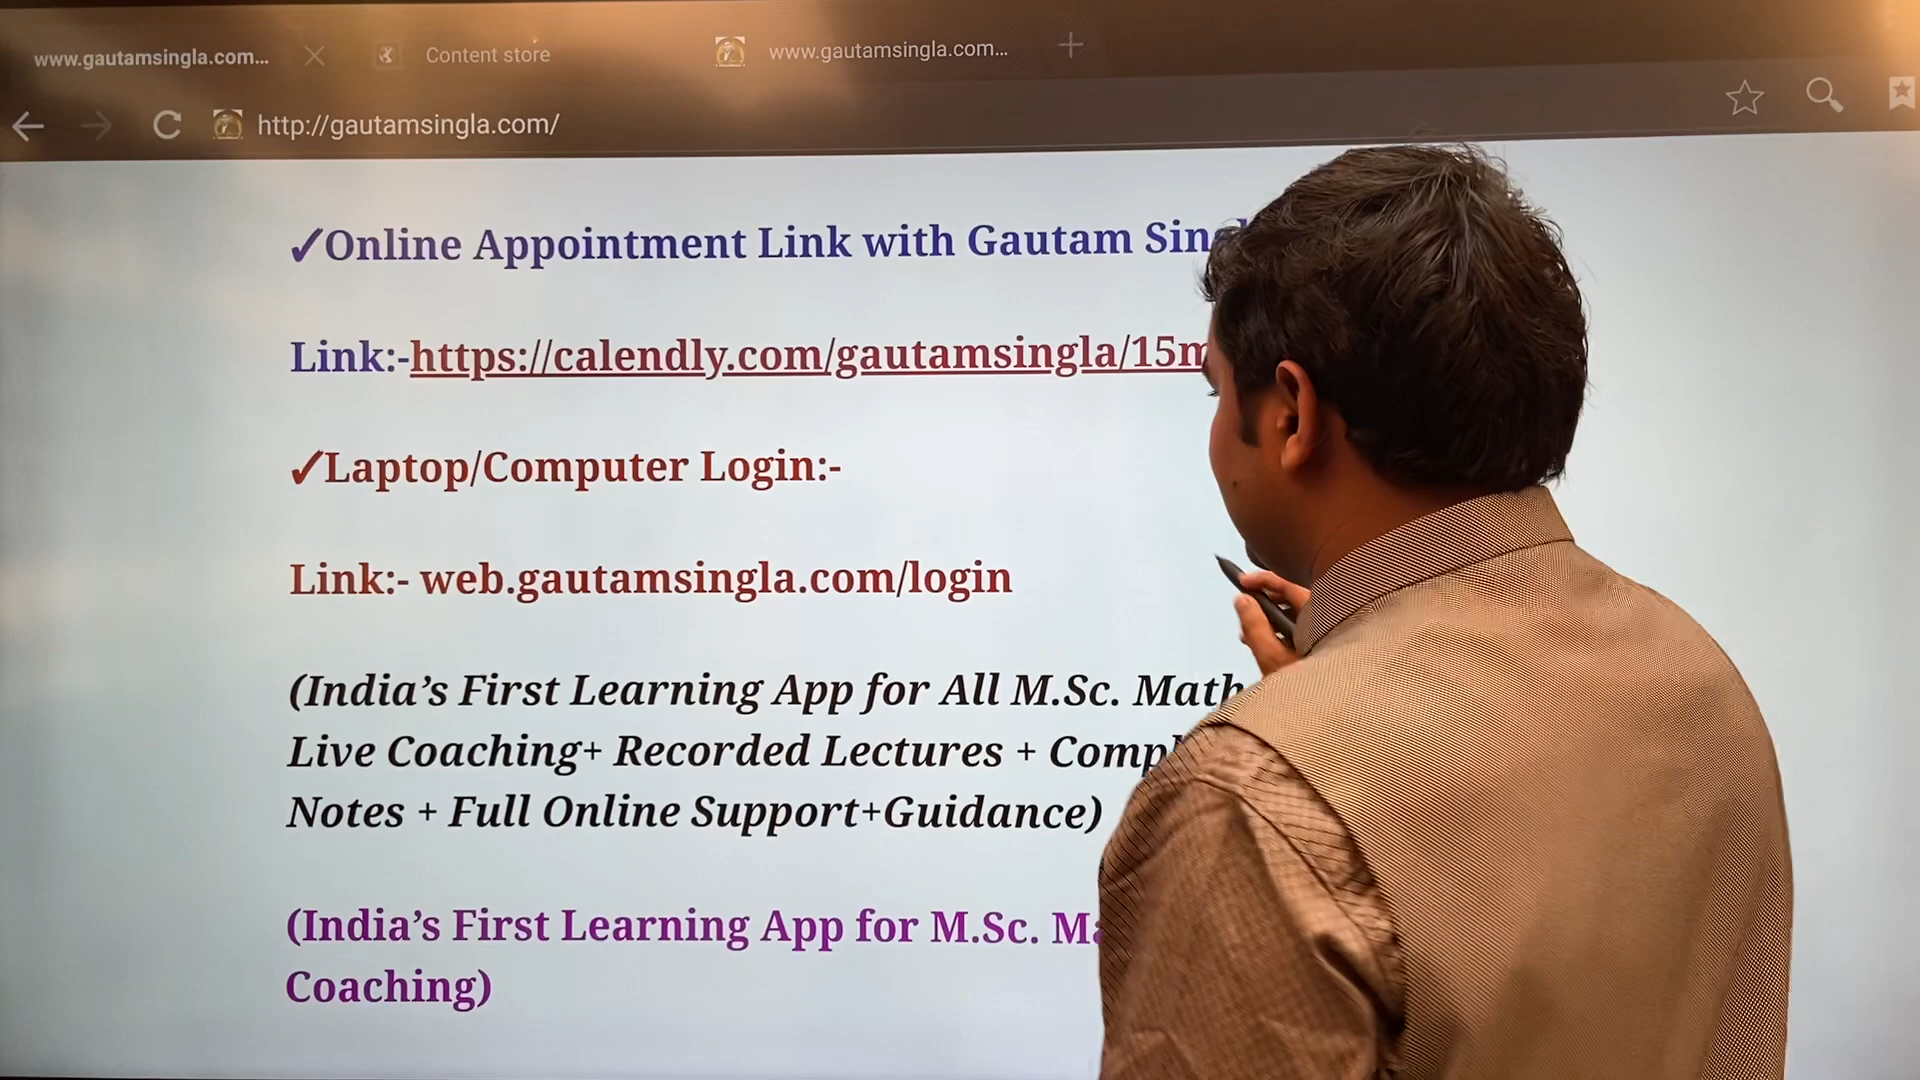 www.gautamsingla.com... Content store www.gautamsingla.com...
http://gautamsingla.com/
✓Online Appointment Link with Gautam
Link:-https://calendly.com/gautamsingla/15
✓Laptop/Computer Login:-
Link:- web.gautamsingla.com/login
(India's First Learning App for All M.Sc. Math
Live Coaching+ Recorded Lectures + Comp
Notes + Full Online Support+Guidance)
(India's First Learning App for M.Sc.
Coaching)